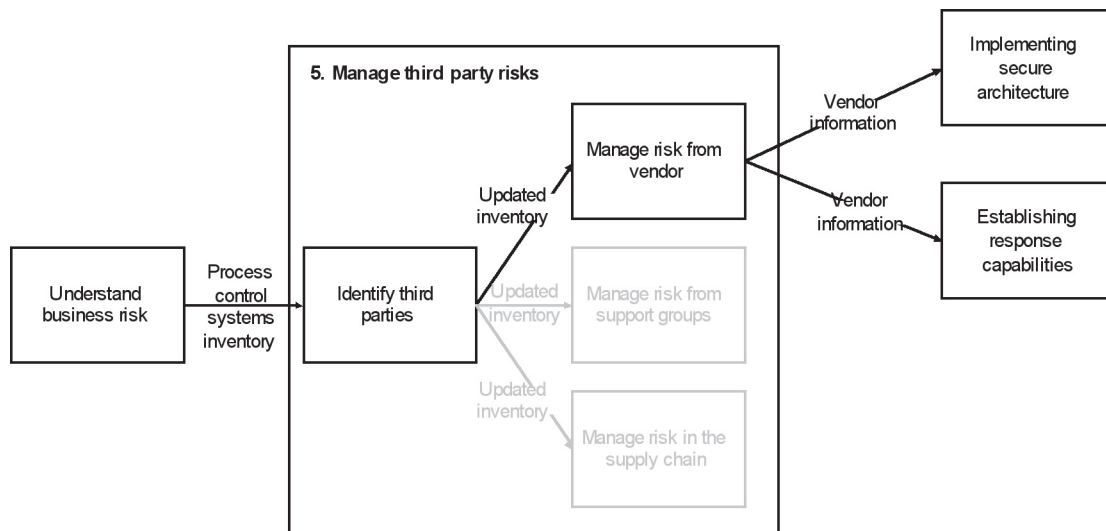 5. Manage third party risks
Implementing
secure
architecture
Vendor
information
Manage risk from
vendor
Updated
inventory
Vendor
information
Establishing
response
capabilities
Understand
business risk
Process
control
systems
inventory
Identify third
parties
Updated
inventory
Manage risk from
support groups
Updated
inventory
Manage risk in the
supply chain